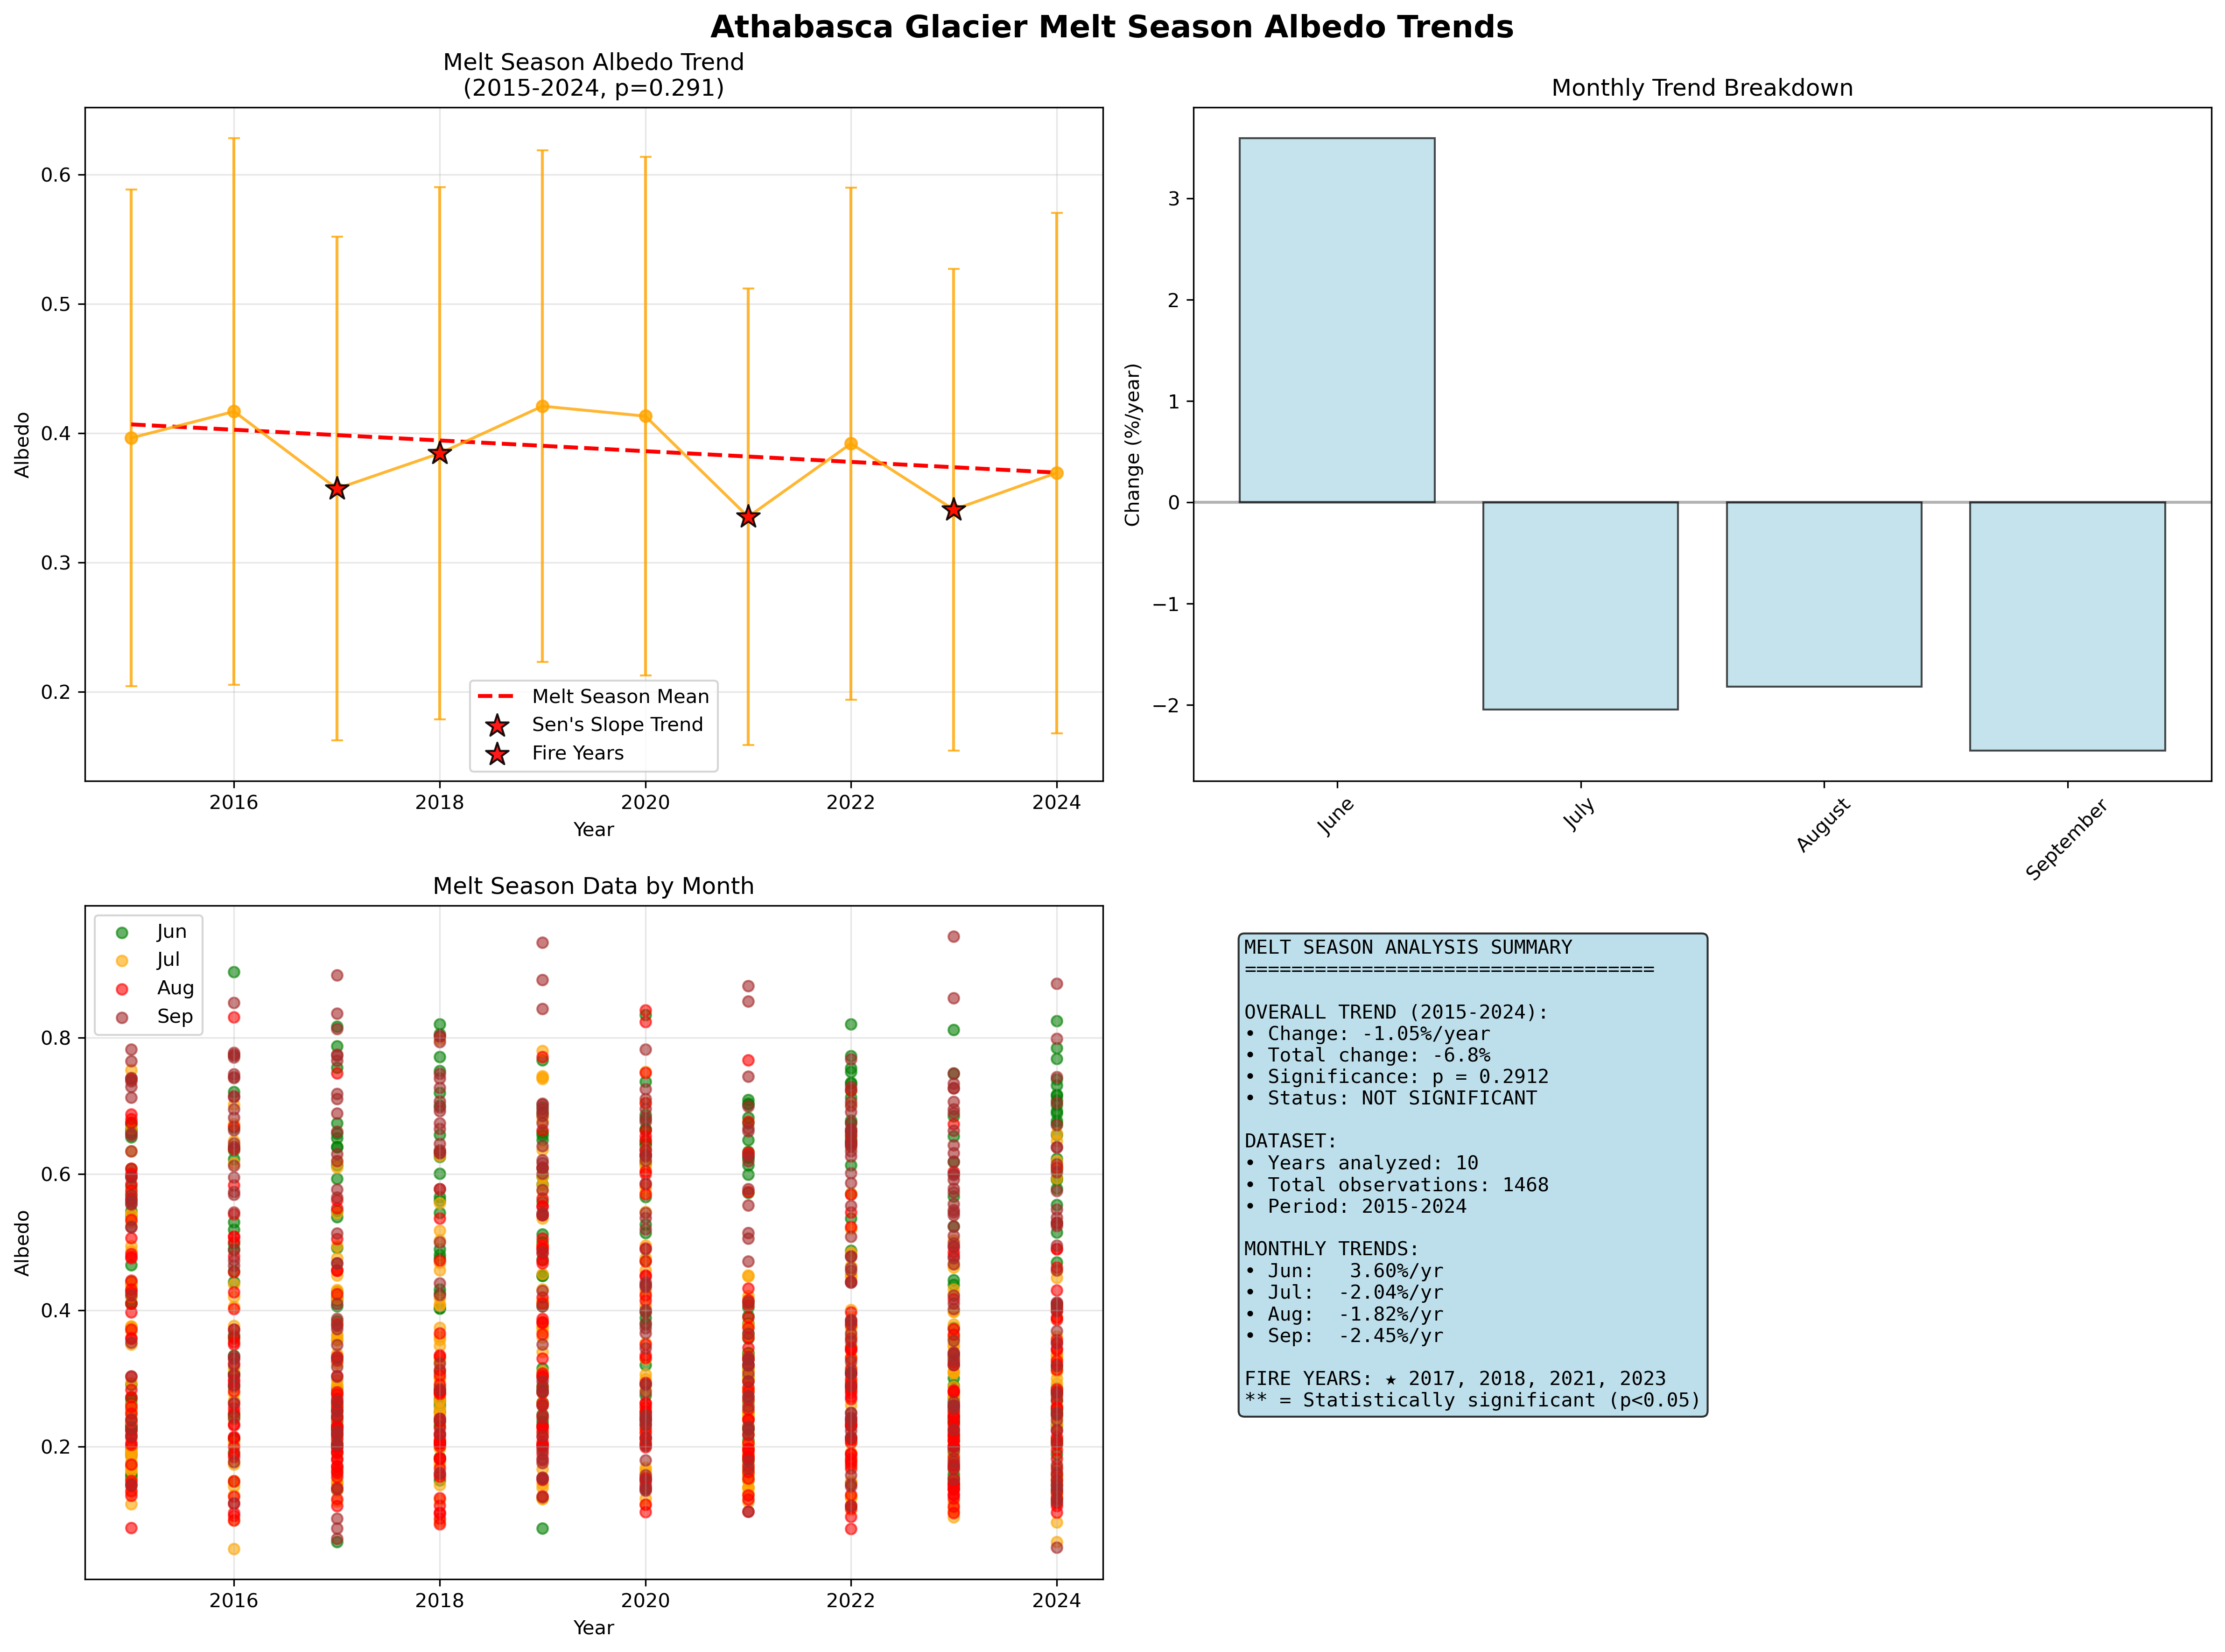 Athabasca Glacier Melt Season Albedo Trends
Melt Season Albedo Trend
(2015-2024, p=0.291)
Albedo
0.6
0.5
0.4
0.3
0.2
Melt Season Mean
Sen's Slope Trend
Fire Years
2016
2018
2020
2022
2024
Year
Monthly Trend Breakdown
Change (%/year)
3
2
1
0
−1
−2
June
July
August
September
Melt Season Data by Month
Albedo
Jun
Jul
Aug
Sep
0.8
0.6
0.4
0.2
2016
2018
2020
2022
2024
Year
MELT SEASON ANALYSIS SUMMARY
===================================
OVERALL TREND (2015-2024):
• Change: -1.05%/year
• Total change: -6.8%
• Significance: p = 0.2912
• Status: NOT SIGNIFICANT
DATASET:
• Years analyzed: 10
• Total observations: 1468
• Period: 2015-2024
MONTHLY TRENDS:
• Jun:   3.60%/yr
• Jul:  -2.04%/yr
• Aug:  -1.82%/yr
• Sep:  -2.45%/yr
FIRE YEARS: ★ 2017, 2018, 2021, 2023
** = Statistically significant (p<0.05)